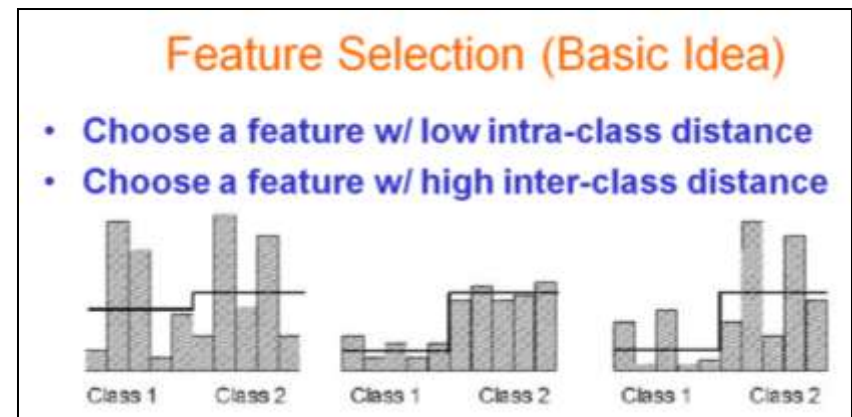 Feature Selection (Basic Idea)
• Choose a feature w/ low intra-class distance
• Choose a feature w/ high inter-class distance
Class 1 Class 2 Class 1 Class 2 Class 1 Class 2